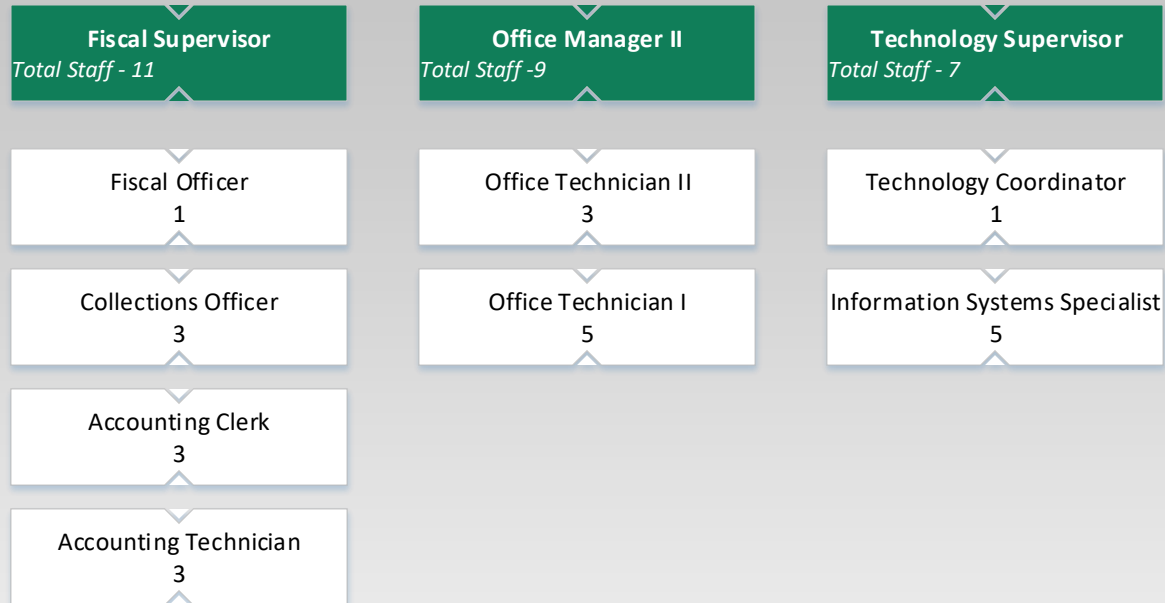 Fiscal Supervisor
Total Staff - 11
Fiscal Officer
1
Collections Officer
3
Accounting Clerk
3
Accounting Technician
3
Office Manager II
Total Staff -9
Office Technician II
3
Office Technician I
5
Technology Supervisor
Total Staff - 7
Technology Coordinator
1
Information Systems Specialist
5